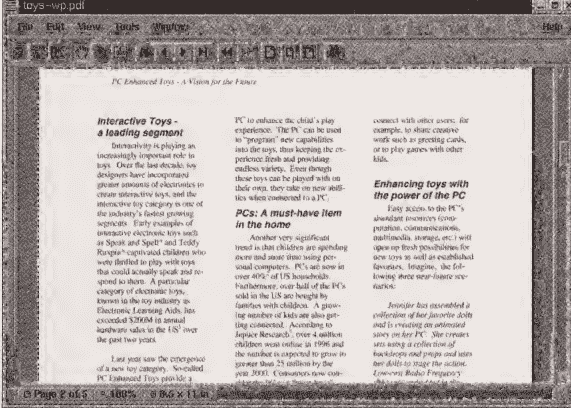 toys-wp.pdf
File Edit View Tools Window Help
PC Enhanced Toys - A Vision for the Future
Interactive Toys -
a leading segment
Interactivity is playing an
increasingly important role in
toys. Over the last decade, toy
designers have incorporated
greater amounts of electronics to
create interactive toys, and the
interactive toy category is one of
the industry's fastest growing
segments. Early examples of
interactive electronic toys such
as Speak and Spell and Teddy
Ruxpin captivated children who
were thrilled to play with toys
that could actually speak and re-
spond to them. A particular
category of electronic toys,
known in the toy industry as
Electronic Learning Aids, has
exceeded $200M in annual
hardware sales in the US over
the past two years.
Last year saw the emergence
of a new toy category. So-called
PC Enhanced Toys provide a
PC to enhance the child's play
experience. The PC can be used
to "program" new capabilities
into the toys, thus keeping the ex-
perience fresh and providing
endless variety. Even though
these toys can be played with on
their own, they take on new abili-
ties when connected to a PC.
PCs: A must-have item
in the home
Another very significant
trend is that children are spending
more and more time using per-
sonal computers. PCs are now in
over 40% of US households.
Furthermore, over half of the PCs
sold in the US are bought by
families with children. A grow-
ing number of kids are also get-
ting connected. According to
Jupiter Research, over 4 million
children were online in 1996 and
the number is expected to grow to
greater than 25 million by the
year 2000. Consumers now con-
connect with other users, for
example, to share creative
work such as greeting cards,
or to play games with other
kids.
Enhancing toys with
the power of the PC
Easy access to the PC's
abundant resources (com-
putation, communications,
multimedia, storage, etc.) will
open up fresh possibilities for
new toys as well as established
favorites. Imagine, the fol-
lowing three near-future sce-
narios:
Jennifer has assembled a
collection of her favorite dolls
and is creating an animated
story on her PC. She creates
sets using a collection of
backdrops and props and uses
her dolls to stage the action.
Low-cost Radio Frequency
Page 2 of 5 100% 8.5 x 11 in